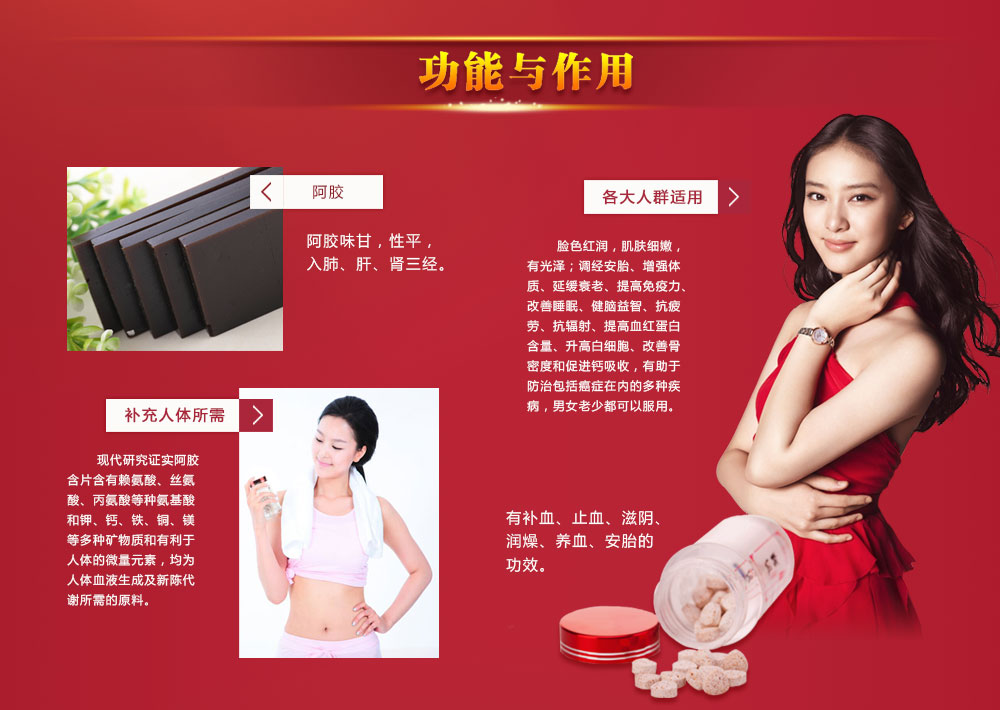 功能与作用
阿胶
阿胶味甘，性平，
入肺、肝、肾三经。
补充人体所需
现代研究证实阿胶
含片含有赖氨酸、丝氨
酸、丙氨酸等种氨基酸
和钾、钙、铁、铜、镁
等多种矿物质和有利于
人体的微量元素，均为
人体血液生成及新陈代
谢所需的原料。
各大人群适用
脸色红润，肌肤细嫩，
有光泽；调经安胎、增强体
质、延缓衰老、提高免疫力、
改善睡眠、健脑益智、抗疲
劳、抗辐射、提高血红蛋白
含量、升高白细胞、改善骨
密度和促进钙吸收，有助于
防治包括癌症在内的多种疾
病，男女老少都可以服用。
有补血、止血、滋阴、
润燥、养血、安胎的
功效。